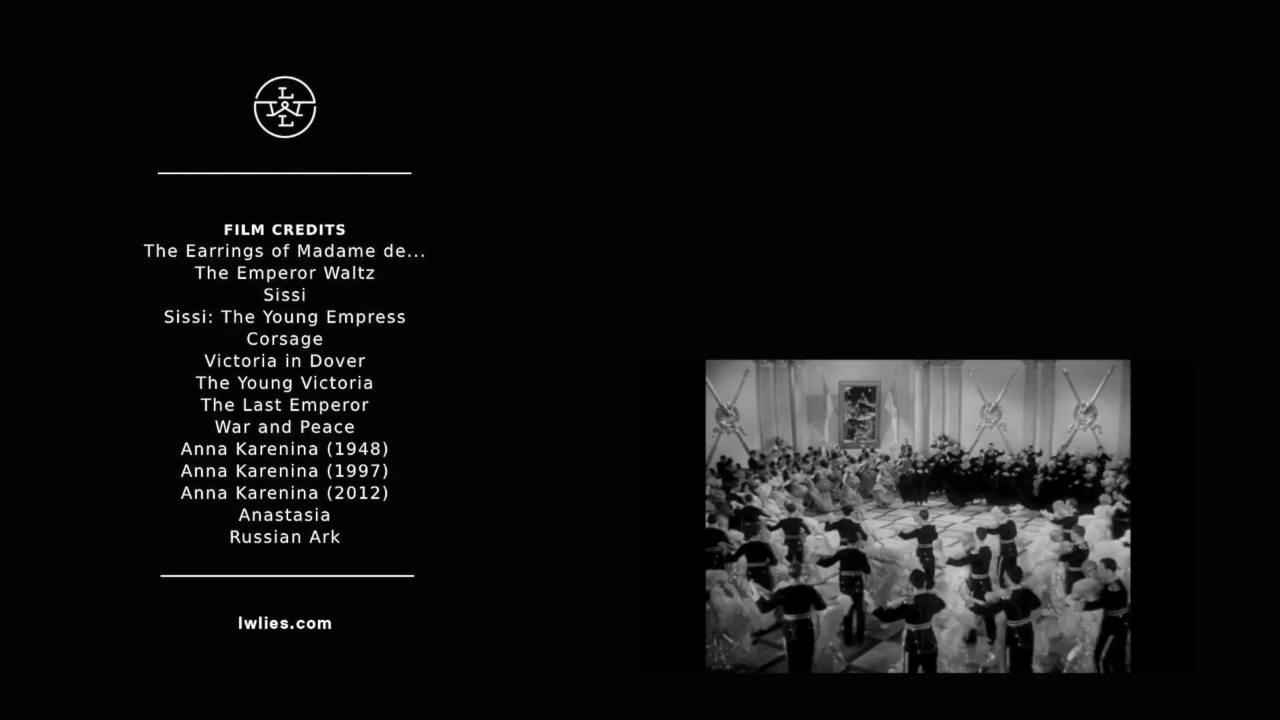 L
W
L
FILM CREDITS
The Earrings of Madame de...
The Emperor Waltz
Sissi
Sissi: The Young Empress
Corsage
Victoria in Dover
The Young Victoria
The Last Emperor
War and Peace
Anna Karenina (1948)
Anna Karenina (1997)
Anna Karenina (2012)
Anastasia
Russian Ark
lwlies.com